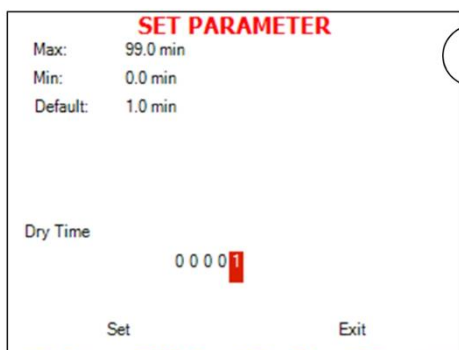 SET PARAMETER
Max: 99.0 min
Min: 0.0 min
Default: 1.0 min
Dry Time
0 0 0 0 1
Set Exit